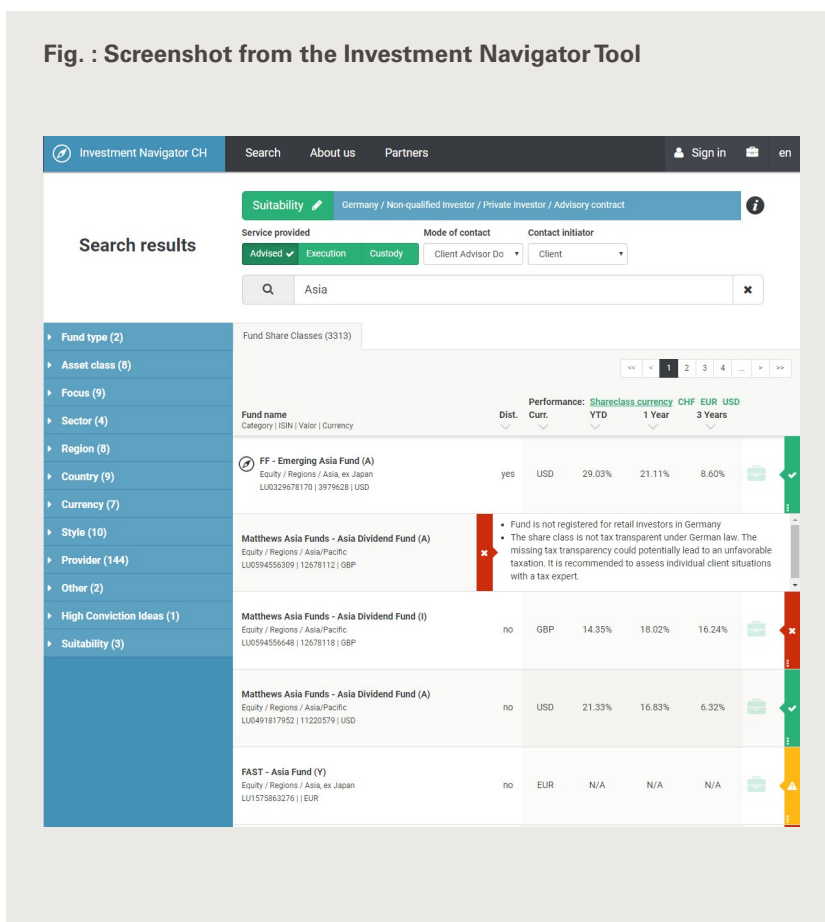 Fig. : Screenshot from the Investment Navigator Tool
Investment Navigator CH
Search
About us
Partners
Sign in
en
Search results
Suitability
Germany / Non-qualified Investor / Private Investor / Advisory contract
Service provided
Mode of contact
Contact initiator
Advised
Execution
Custody
Client Advisor Do
Client
Asia
Fund type (2)
Asset class (8)
Focus (9)
Sector (4)
Region (8)
Country (9)
Currency (7)
Style (10)
Provider (144)
Other (2)
High Conviction Ideas (1)
Suitability (3)
Fund Share Classes (3313)
<< < 1 2 3 4 ... > >>
Performance: Shareclass currency CHF EUR USD
Fund name Dist. Curr. YTD 1 Year 3 Years
Category | ISIN | Valor | Currency
FF - Emerging Asia Fund (A)
Equity / Regions / Asia, ex Japan
LU0329678170 | 3979628 | USD
yes USD 29.03% 21.11% 8.60%
Matthews Asia Funds - Asia Dividend Fund (A)
Equity / Regions / Asia/Pacific
LU0594556309 | 12678112 | GBP
• Fund is not registered for retail investors in Germany
• The share class is not tax transparent under German law. The
missing tax transparency could potentially lead to an unfavorable
taxation. It is recommended to assess individual client situations
with a tax expert.
Matthews Asia Funds - Asia Dividend Fund (I)
Equity / Regions / Asia/Pacific
LU0594556648 | 12678118 | GBP
no GBP 14.35% 18.02% 16.24%
Matthews Asia Funds - Asia Dividend Fund (A)
Equity / Regions / Asia/Pacific
LU0491817952 | 11220579 | USD
no USD 21.33% 16.83% 6.32%
FAST - Asia Fund (Y)
Equity / Regions / Asia, ex Japan
LU1575863276 | | EUR
no EUR N/A N/A N/A